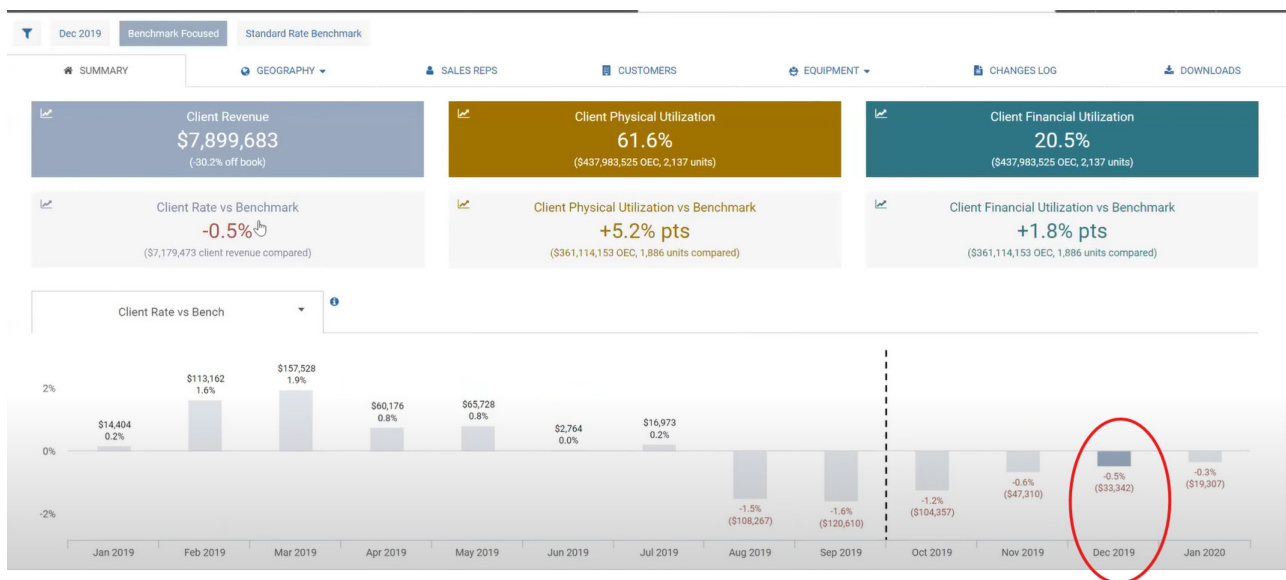 Dec 2019 Benchmark Focused Standard Rate Benchmark
SUMMARY GEOGRAPHY SALES REPS CUSTOMERS EQUIPMENT CHANGES LOG DOWNLOADS
Client Revenue
$7,899,683
(-30.2% off book)
Client Physical Utilization
61.6%
($437,983,525 OEC, 2,137 units)
Client Financial Utilization
20.5%
($437,983,525 OEC, 2,137 units)
Client Rate vs Benchmark
-0.5%
($7,179,473 client revenue compared)
Client Physical Utilization vs Benchmark
+5.2% pts
($361,114,153 OEC, 1,886 units compared)
Client Financial Utilization vs Benchmark
+1.8% pts
($361,114,153 OEC, 1,886 units compared)
Client Rate vs Bench
2%
0%
-2%
$14,404
0.2%
$113,162
1.6%
$157,528
1.9%
$60,176
0.8%
$65,728
0.8%
$2,764
0.0%
$16,973
0.2%
-1.5%
($108,267)
-1.6%
($120,610)
-1.2%
($104,357)
-0.6%
($47,310)
-0.5%
($33,342)
-0.3%
($19,307)
Jan 2019 Feb 2019 Mar 2019 Apr 2019 May 2019 Jun 2019 Jul 2019 Aug 2019 Sep 2019 Oct 2019 Nov 2019 Dec 2019 Jan 2020